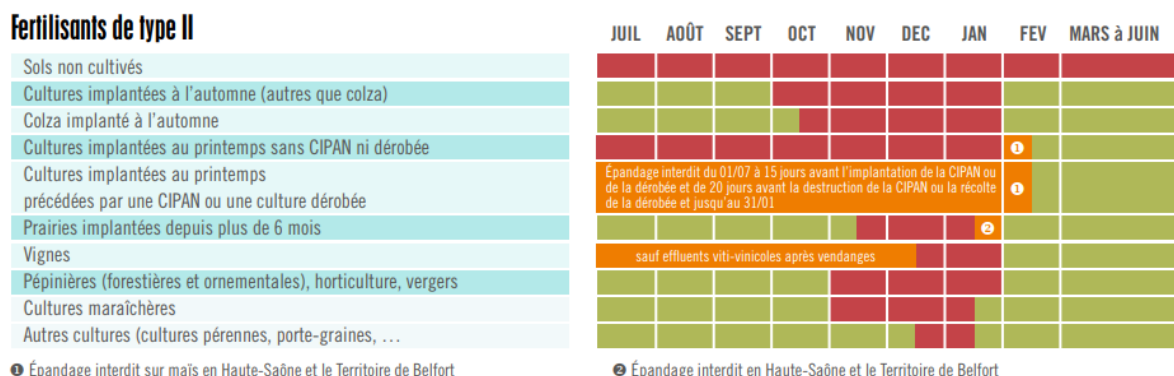 Fertilisants de type II
JUIL AOÛT SEPT OCT NOV DEC JAN FEV MARS à JUIN
Sols non cultivés
Cultures implantées à l'automne (autres que colza)
Colza implanté à l'automne
Cultures implantées au printemps sans CIPAN ni dérobée
❶
Cultures implantées au printemps
précédées par une CIPAN ou une culture dérobée
Épandage interdit du 01/07 à 15 jours avant l'implantation de la CIPAN ou
de la dérobée et de 20 jours avant la destruction de la CIPAN ou la récolte
de la dérobée et jusqu'au 31/01
❶
Prairies implantées depuis plus de 6 mois
❷
Vignes
sauf effluents viti-vinicoles après vendanges
Pépinières (forestières et ornementales), horticulture, vergers
Cultures maraîchères
Autres cultures (cultures pérennes, porte-graines, ...
❶ Épandage interdit sur maïs en Haute-Saône et le Territoire de Belfort
❷ Épandage interdit en Haute-Saône et le Territoire de Belfort